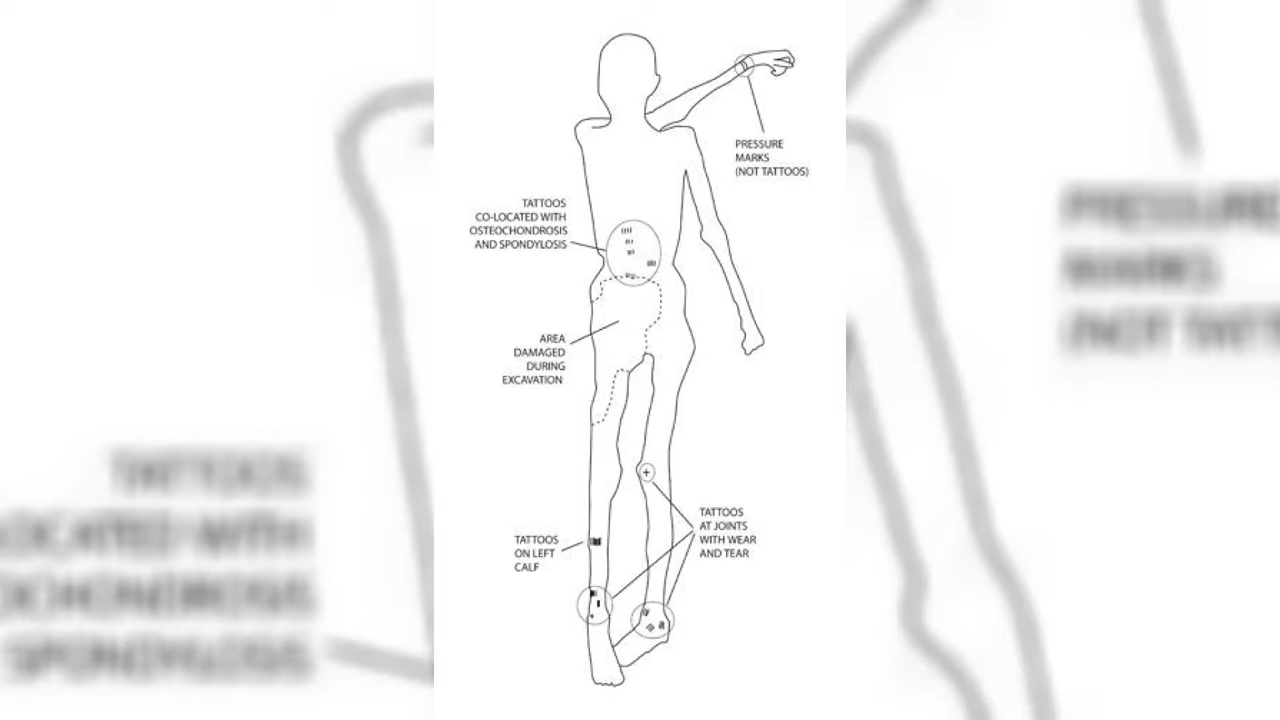 PRESSURE
MARKS
(NOT TATTOOS)
TATTOOS
CO-LOCATED WITH
OSTEOCHONDROSIS
AND SPONDYLOSIS
AREA
DAMAGED
DURING
EXCAVATION
TATTOOS
AT JOINTS
WITH WEAR
AND TEAR
TATTOOS
ON LEFT
CALF